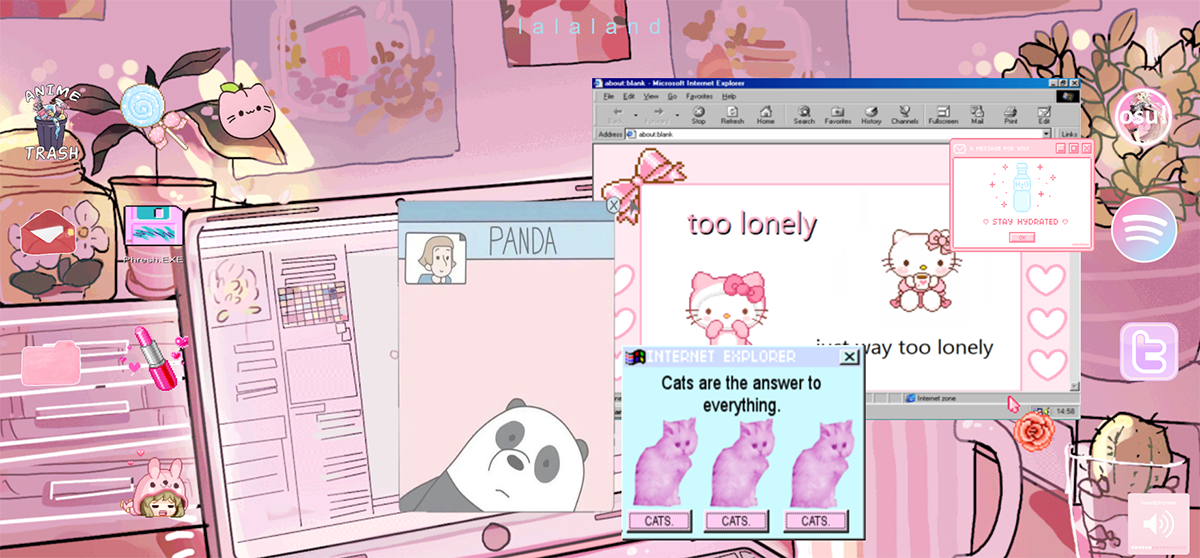 lalaland
ANIME
TRASH
Phresh.EXE
PANDA
about:blank - Microsoft Internet Explorer
File Edit View Go Favorites Help
Stop Refresh Home Search Favorites History Channels Fullscreen Mail Print Edit
Address about:blank Links
too lonely
just way too lonely
Internet zone
14:58
A MESSAGE FOR YOU!
H2O
♡ STAY HYDRATED ♡
OK
osu!
INTERNET EXPLORER
Cats are the answer to
everything.
CATS. CATS. CATS.